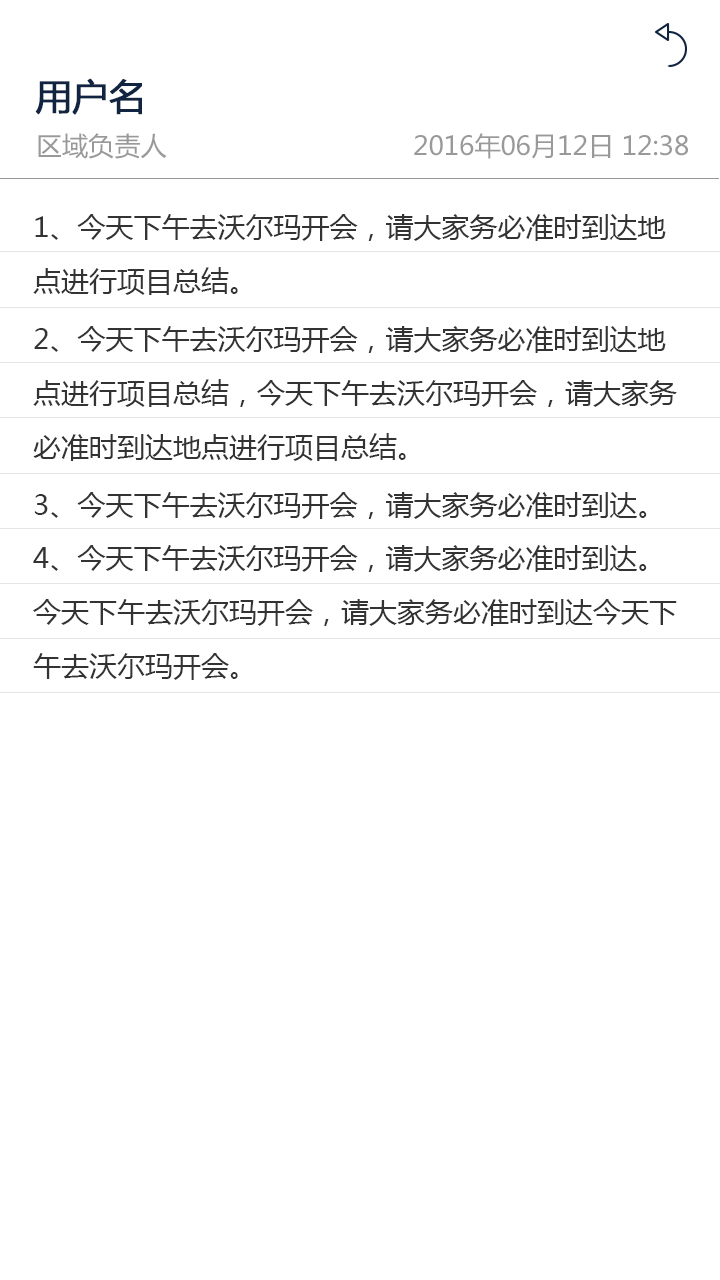 用户名
区域负责人 2016年06月12日 12:38
1、今天下午去沃尔玛开会，请大家务必准时到达地
点进行项目总结。
2、今天下午去沃尔玛开会，请大家务必准时到达地
点进行项目总结，今天下午去沃尔玛开会，请大家务
必准时到达地点进行项目总结。
3、今天下午去沃尔玛开会，请大家务必准时到达。
4、今天下午去沃尔玛开会，请大家务必准时到达。
今天下午去沃尔玛开会，请大家务必准时到达今天下
午去沃尔玛开会。